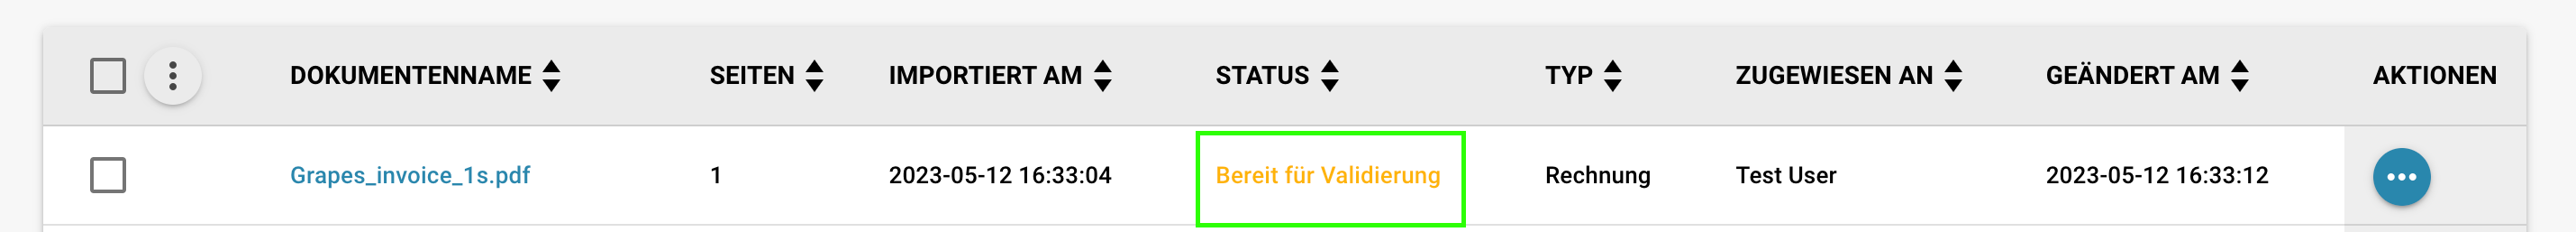 DOKUMENTENNAME SEITEN IMPORTIERT AM STATUS TYP ZUGEWIESEN AN GEÄNDERT AM AKTIONEN
Grapes_invoice_1s.pdf 1 2023-05-12 16:33:04 Bereit für Validierung Rechnung Test User 2023-05-12 16:33:12